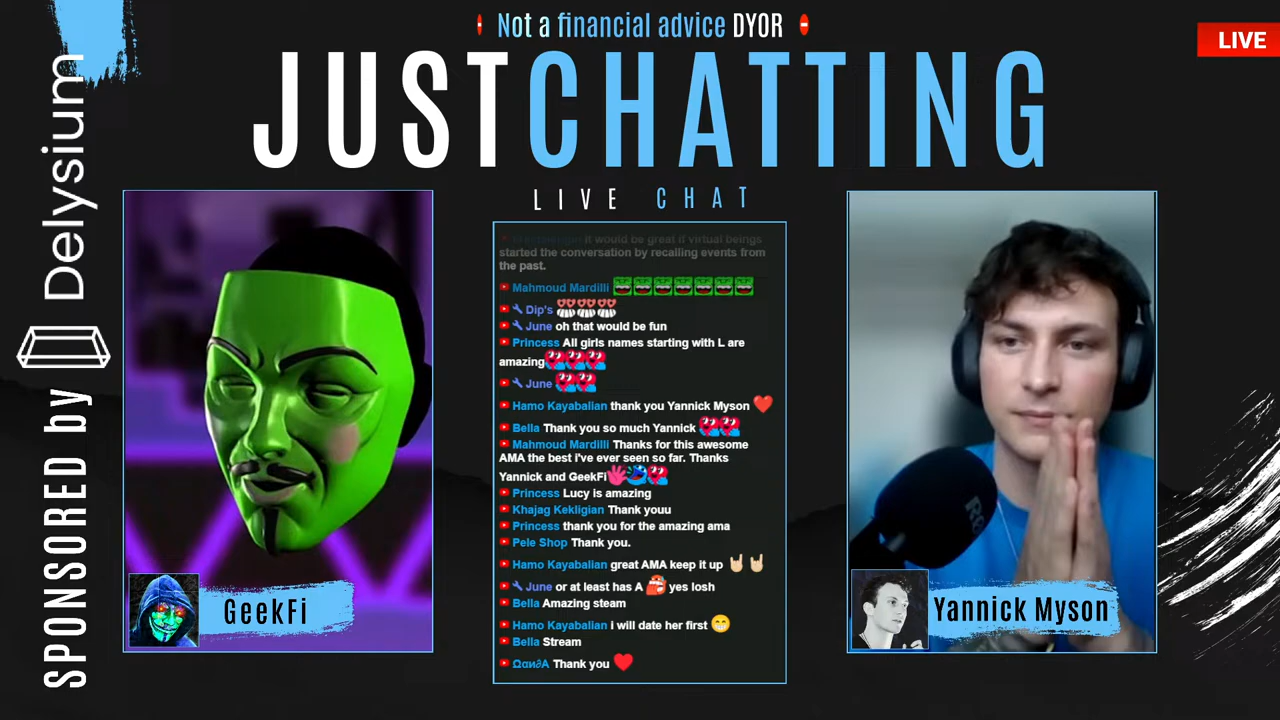 Not a financial advice DYOR
LIVE
JUSTCHATTING
LIVE CHAT
SPONSORED by Delysium
it would be great if virtual beings
started the conversation by recalling events from
the past.
Mahmoud Mardilli
Dip's
June oh that would be fun
Princess All girls names starting with L are
amazing
June
Hamo Kayabalian thank you Yannick Myson ❤️
Bella Thank you so much Yannick
Mahmoud Mardilli Thanks for this awesome
AMA the best i've ever seen so far. Thanks
Yannick and GeekFi
Princess Lucy is amazing
Khajag Kekligian Thank youu
Princess thank you for the amazing ama
Pele Shop Thank you.
Hamo Kayabalian great AMA keep it up 🤘🏼 🤘🏼
June or at least has A yes losh
Bella Amazing steam
Hamo Kayabalian i will date her first 😁
Bella Stream
Ωαи∂A Thank you ♥️
GeekFi
Yannick Myson